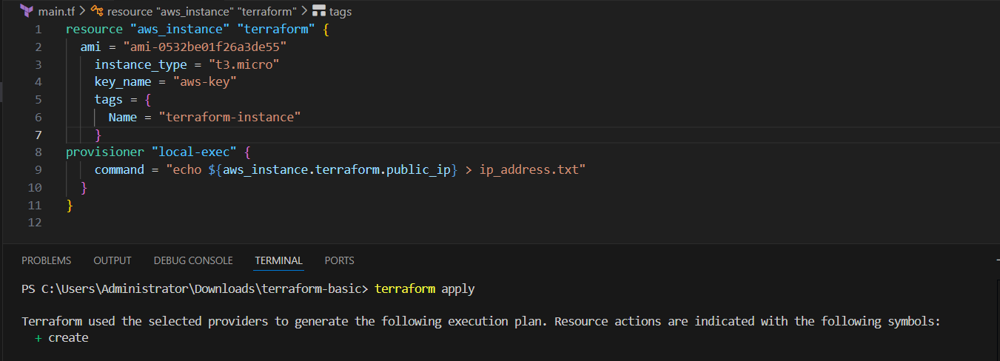 main.tf > resource "aws_instance" "terraform" > tags
1 resource "aws_instance" "terraform" {
2   ami = "ami-0532be01f26a3de55"
3     instance_type = "t3.micro"
4     key_name = "aws-key"
5     tags = {
6       Name = "terraform-instance"
7     }
8 provisioner "local-exec" {
9     command = "echo ${aws_instance.terraform.public_ip} > ip_address.txt"
10   }
11 }
12
PROBLEMS OUTPUT DEBUG CONSOLE TERMINAL PORTS
PS C:\Users\Administrator\Downloads\terraform-basic> terraform apply
Terraform used the selected providers to generate the following execution plan. Resource actions are indicated with the following symbols:
  + create